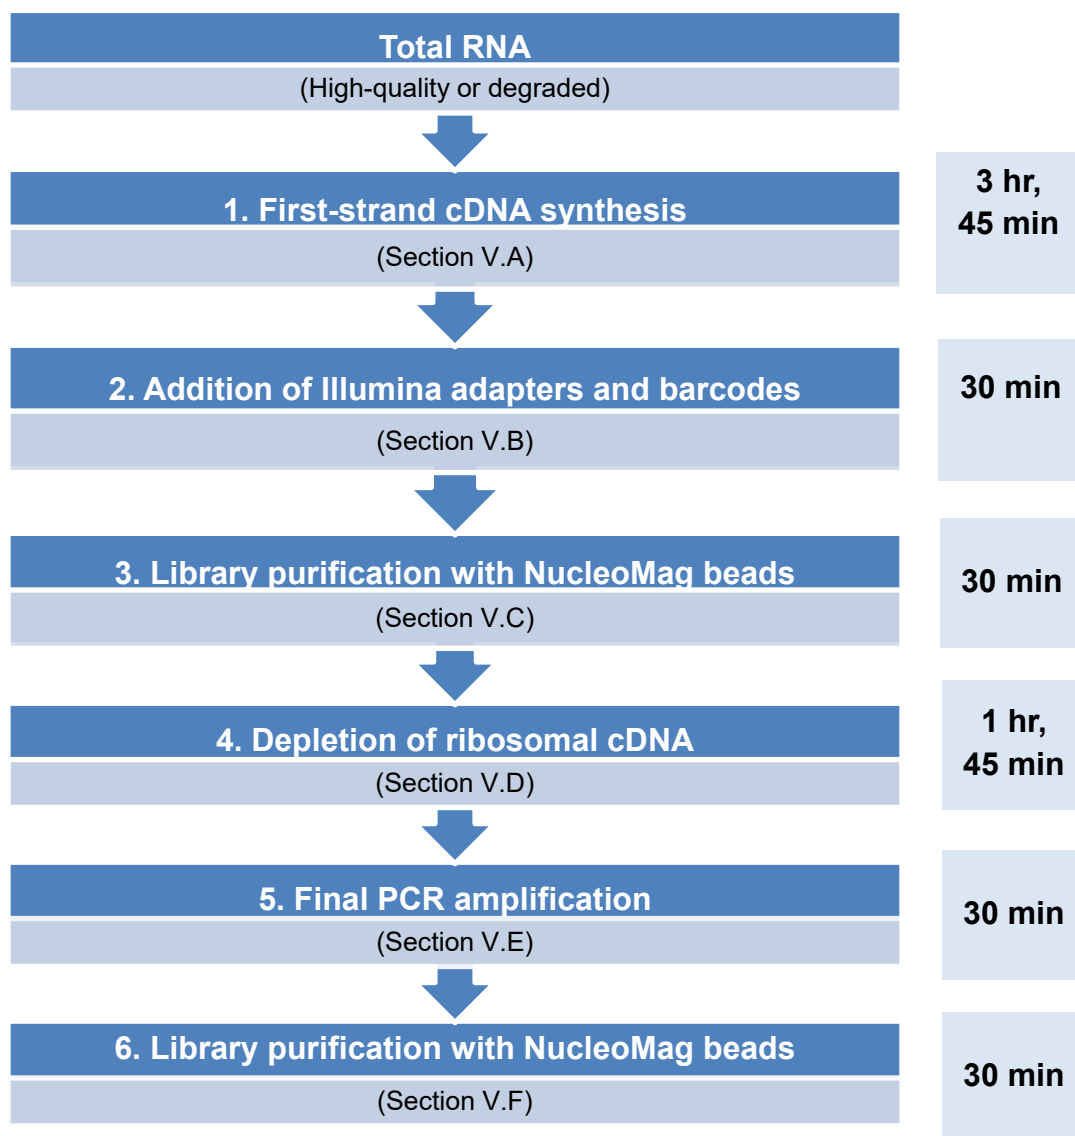 Total RNA
(High-quality or degraded)
1. First-strand cDNA synthesis
(Section V.A)
3 hr,
45 min
2. Addition of Illumina adapters and barcodes
(Section V.B)
30 min
3. Library purification with NucleoMag beads
(Section V.C)
30 min
4. Depletion of ribosomal cDNA
(Section V.D)
1 hr,
45 min
5. Final PCR amplification
(Section V.E)
30 min
6. Library purification with NucleoMag beads
(Section V.F)
30 min